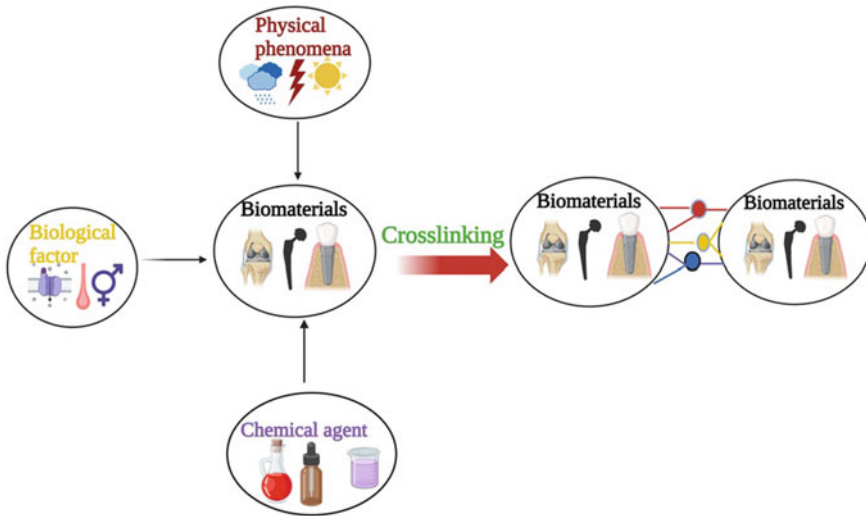 Physical
phenomena
Biological
factor
Biomaterials
Crosslinking
Biomaterials
Biomaterials
Chemical agent